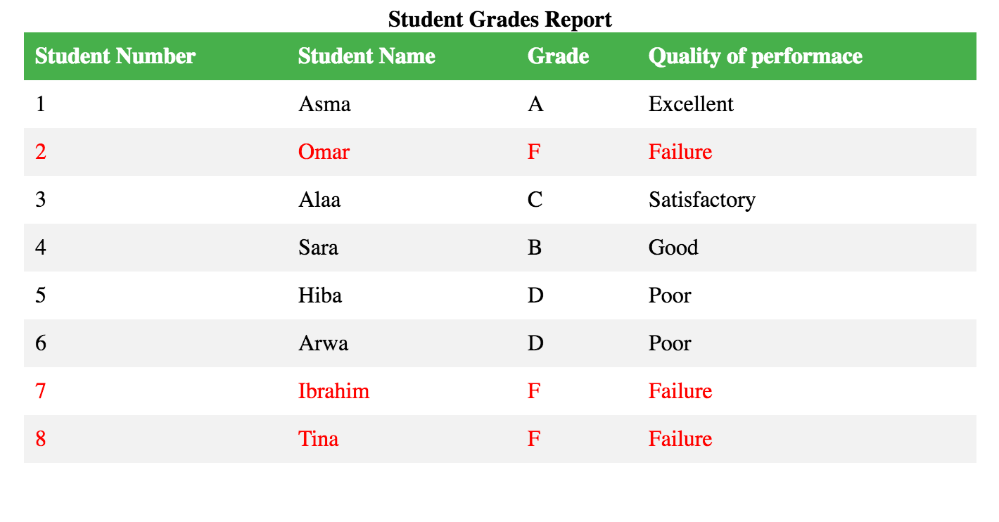 Student Grades Report
Student Number Student Name Grade Quality of performace
1 Asma A Excellent
2 Omar F Failure
3 Alaa C Satisfactory
4 Sara B Good
5 Hiba D Poor
6 Arwa D Poor
7 Ibrahim F Failure
8 Tina F Failure